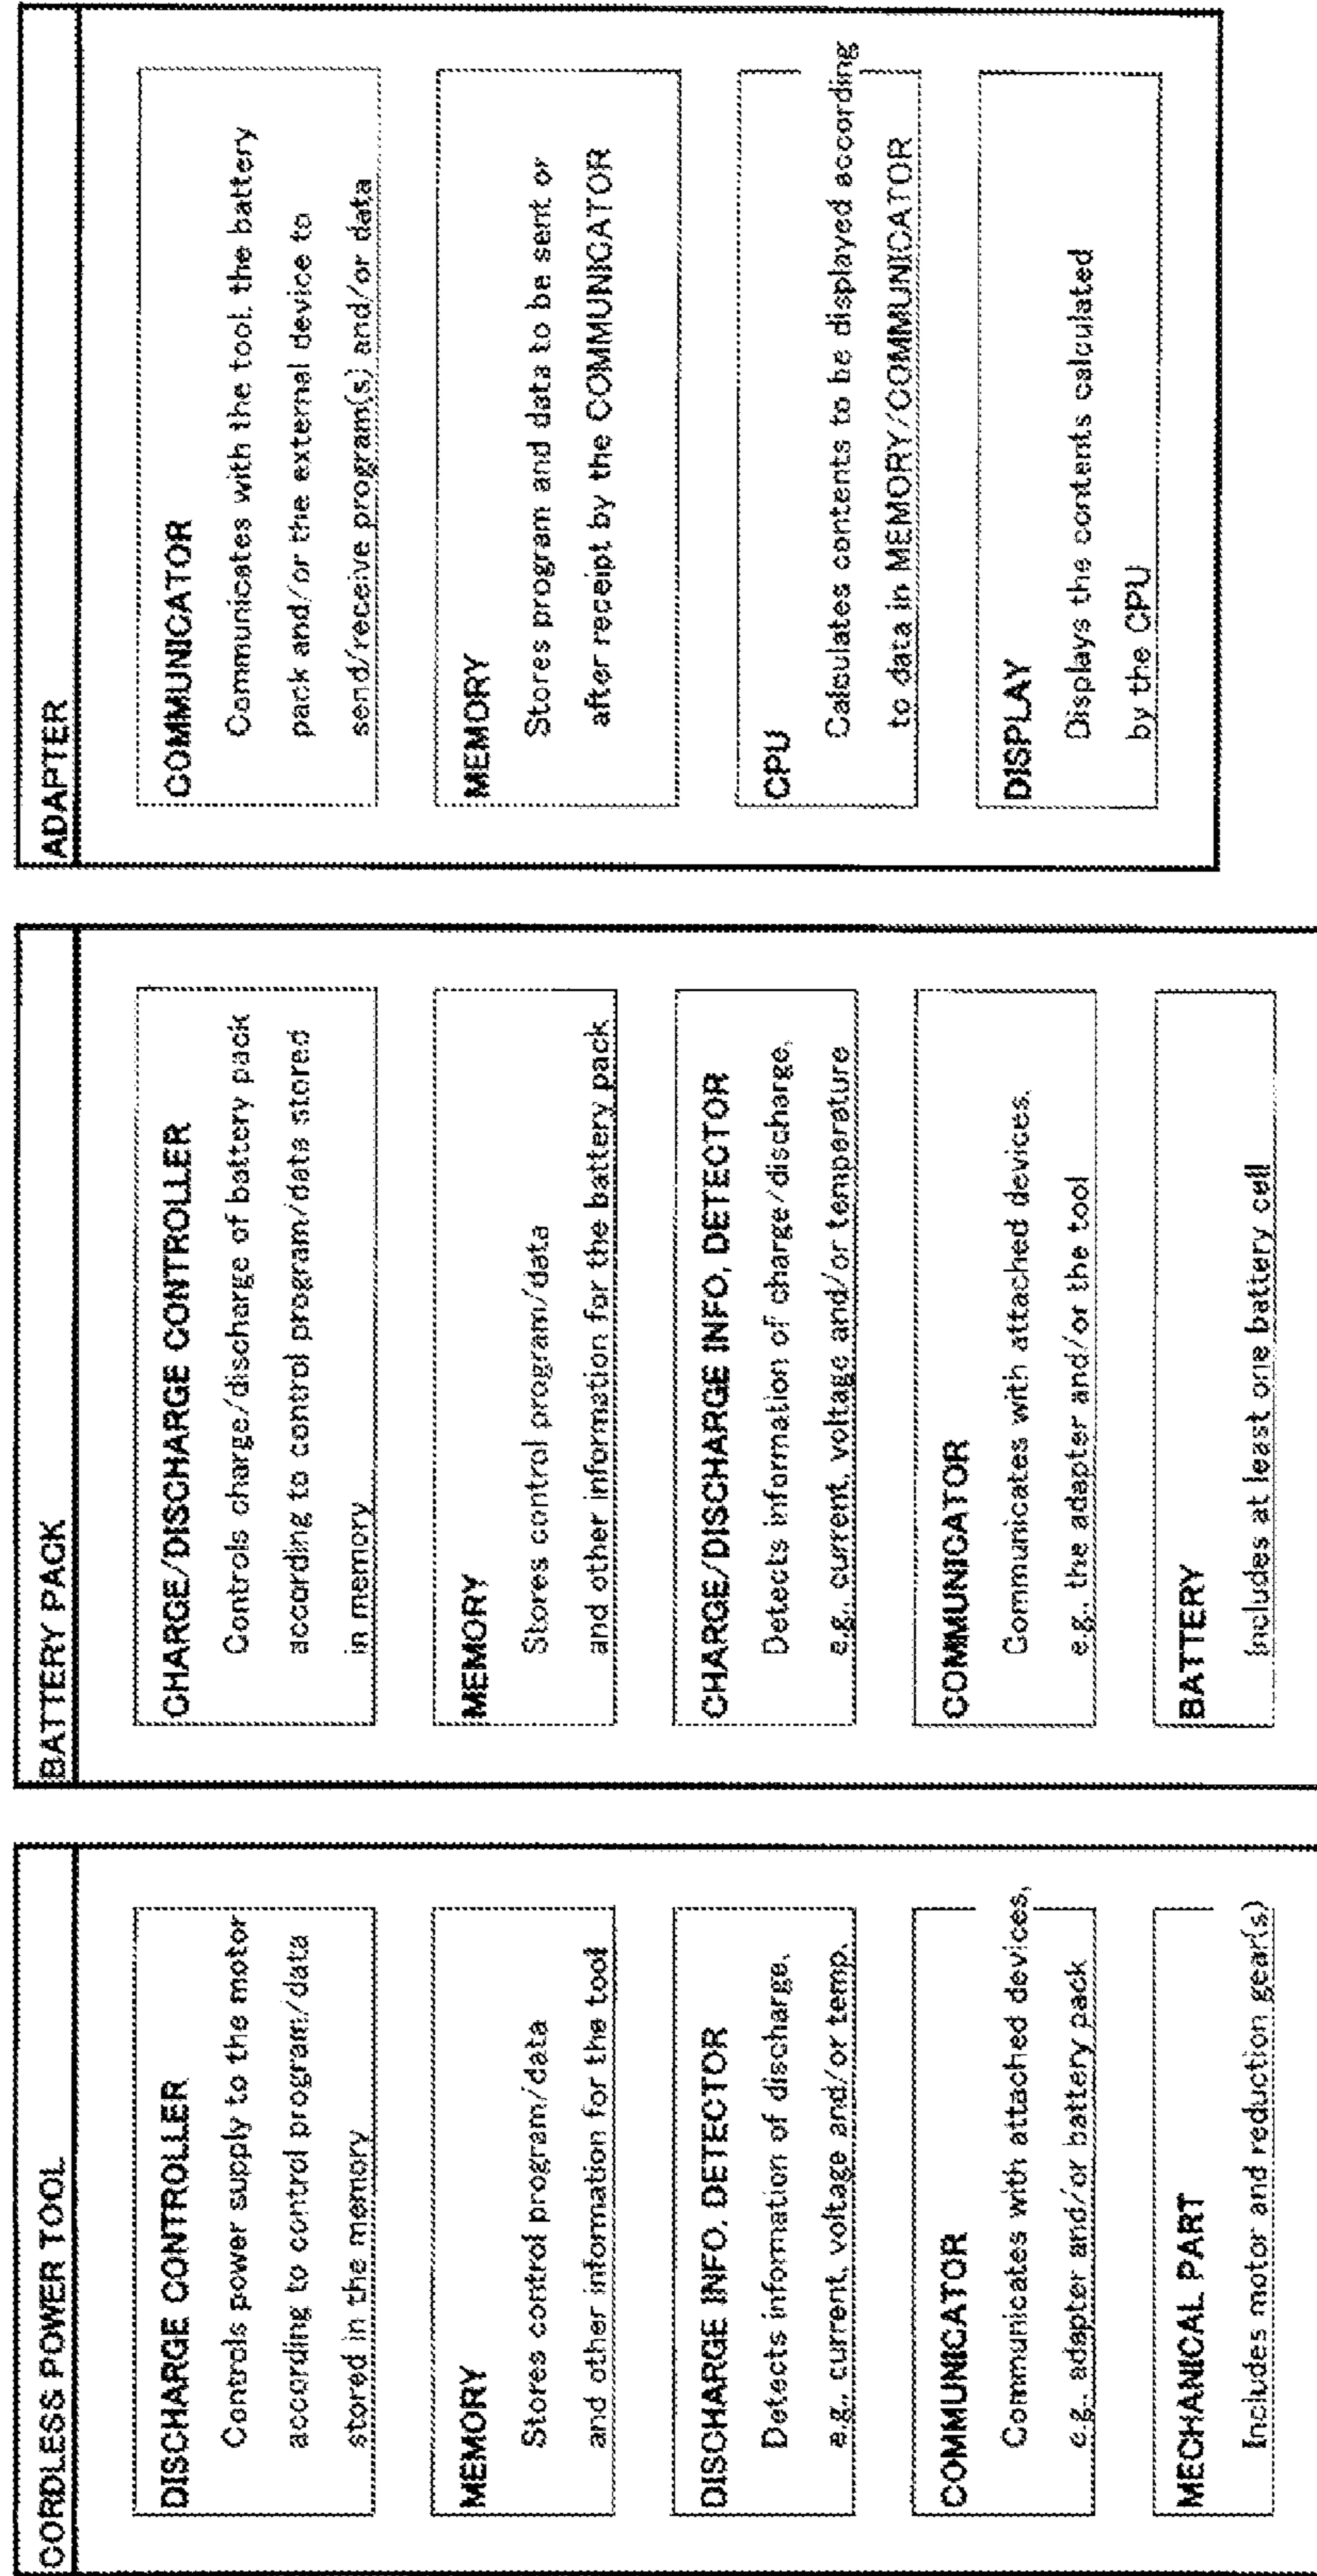 CORDLESS POWER TOOL
DISCHARGE CONTROLLER
Controls power supply to the motor
according to control program/data
stored in the memory
MEMORY
Stores control program/data
and other information for the tool
DISCHARGE INFO. DETECTOR
Detects information of discharge,
e.g., current, voltage and/or temp.
COMMUNICATOR
Communicates with attached devices,
e.g., adapter and/or battery pack
MECHANICAL PART
Includes motor and reduction gear(s)
BATTERY PACK
CHARGE/DISCHARGE CONTROLLER
Controls charge/discharge of battery pack
according to control program/data stored
in memory
MEMORY
Stores control program/data
and other information for the battery pack
CHARGE/DISCHARGE INFO, DETECTOR
Detects information of charge/discharge,
e.g., current, voltage and/or temperature
COMMUNICATOR
Communicates with attached devices,
e.g., the adapter and/or the tool
BATTERY
Includes at least one battery cell
ADAPTER
COMMUNICATOR
Communicates with the tool, the battery
pack and/or the external device to
send/receive program(s) and/or data
MEMORY
Stores program and data to be sent or
after receipt by the COMMUNICATOR
CPU
Calculates contents to be displayed according
to data in MEMORY/COMMUNICATOR
DISPLAY
Displays the contents calculated
by the CPU